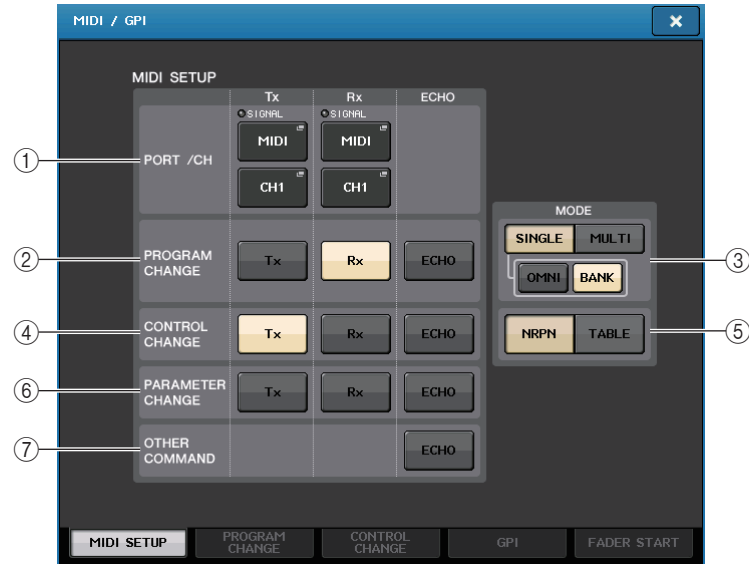 MIDI / GPI
MIDI SETUP
Tx Rx ECHO
SIGNAL SIGNAL
MIDI MIDI
① PORT /CH
CH1 CH1
MODE
SINGLE MULTI
② PROGRAM CHANGE Tx Rx ECHO
③
OMNI BANK
④ CONTROL CHANGE Tx Rx ECHO
NRPN TABLE ⑤
⑥ PARAMETER CHANGE Tx Rx ECHO
⑦ OTHER COMMAND ECHO
MIDI SETUP PROGRAM CHANGE CONTROL CHANGE GPI FADER START